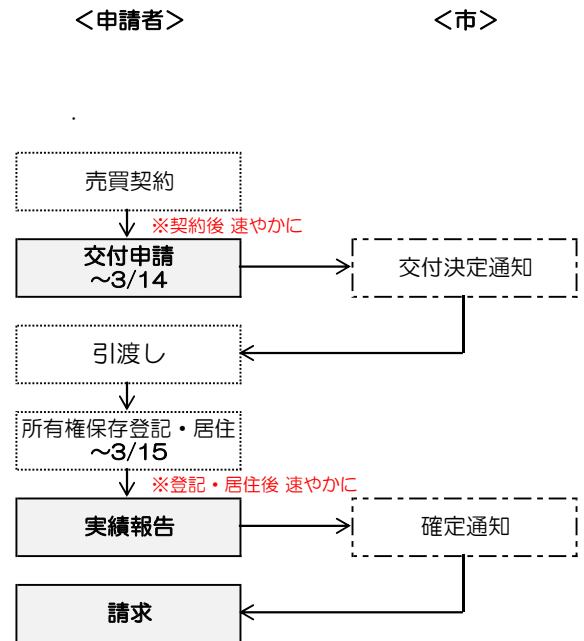 ＜申請者＞
＜市＞
売買契約
※契約後 速やかに
交付申請
～3/14
交付決定通知
引渡し
所有権保存登記・居住
～3/15
※登記・居住後 速やかに
実績報告
確定通知
請求